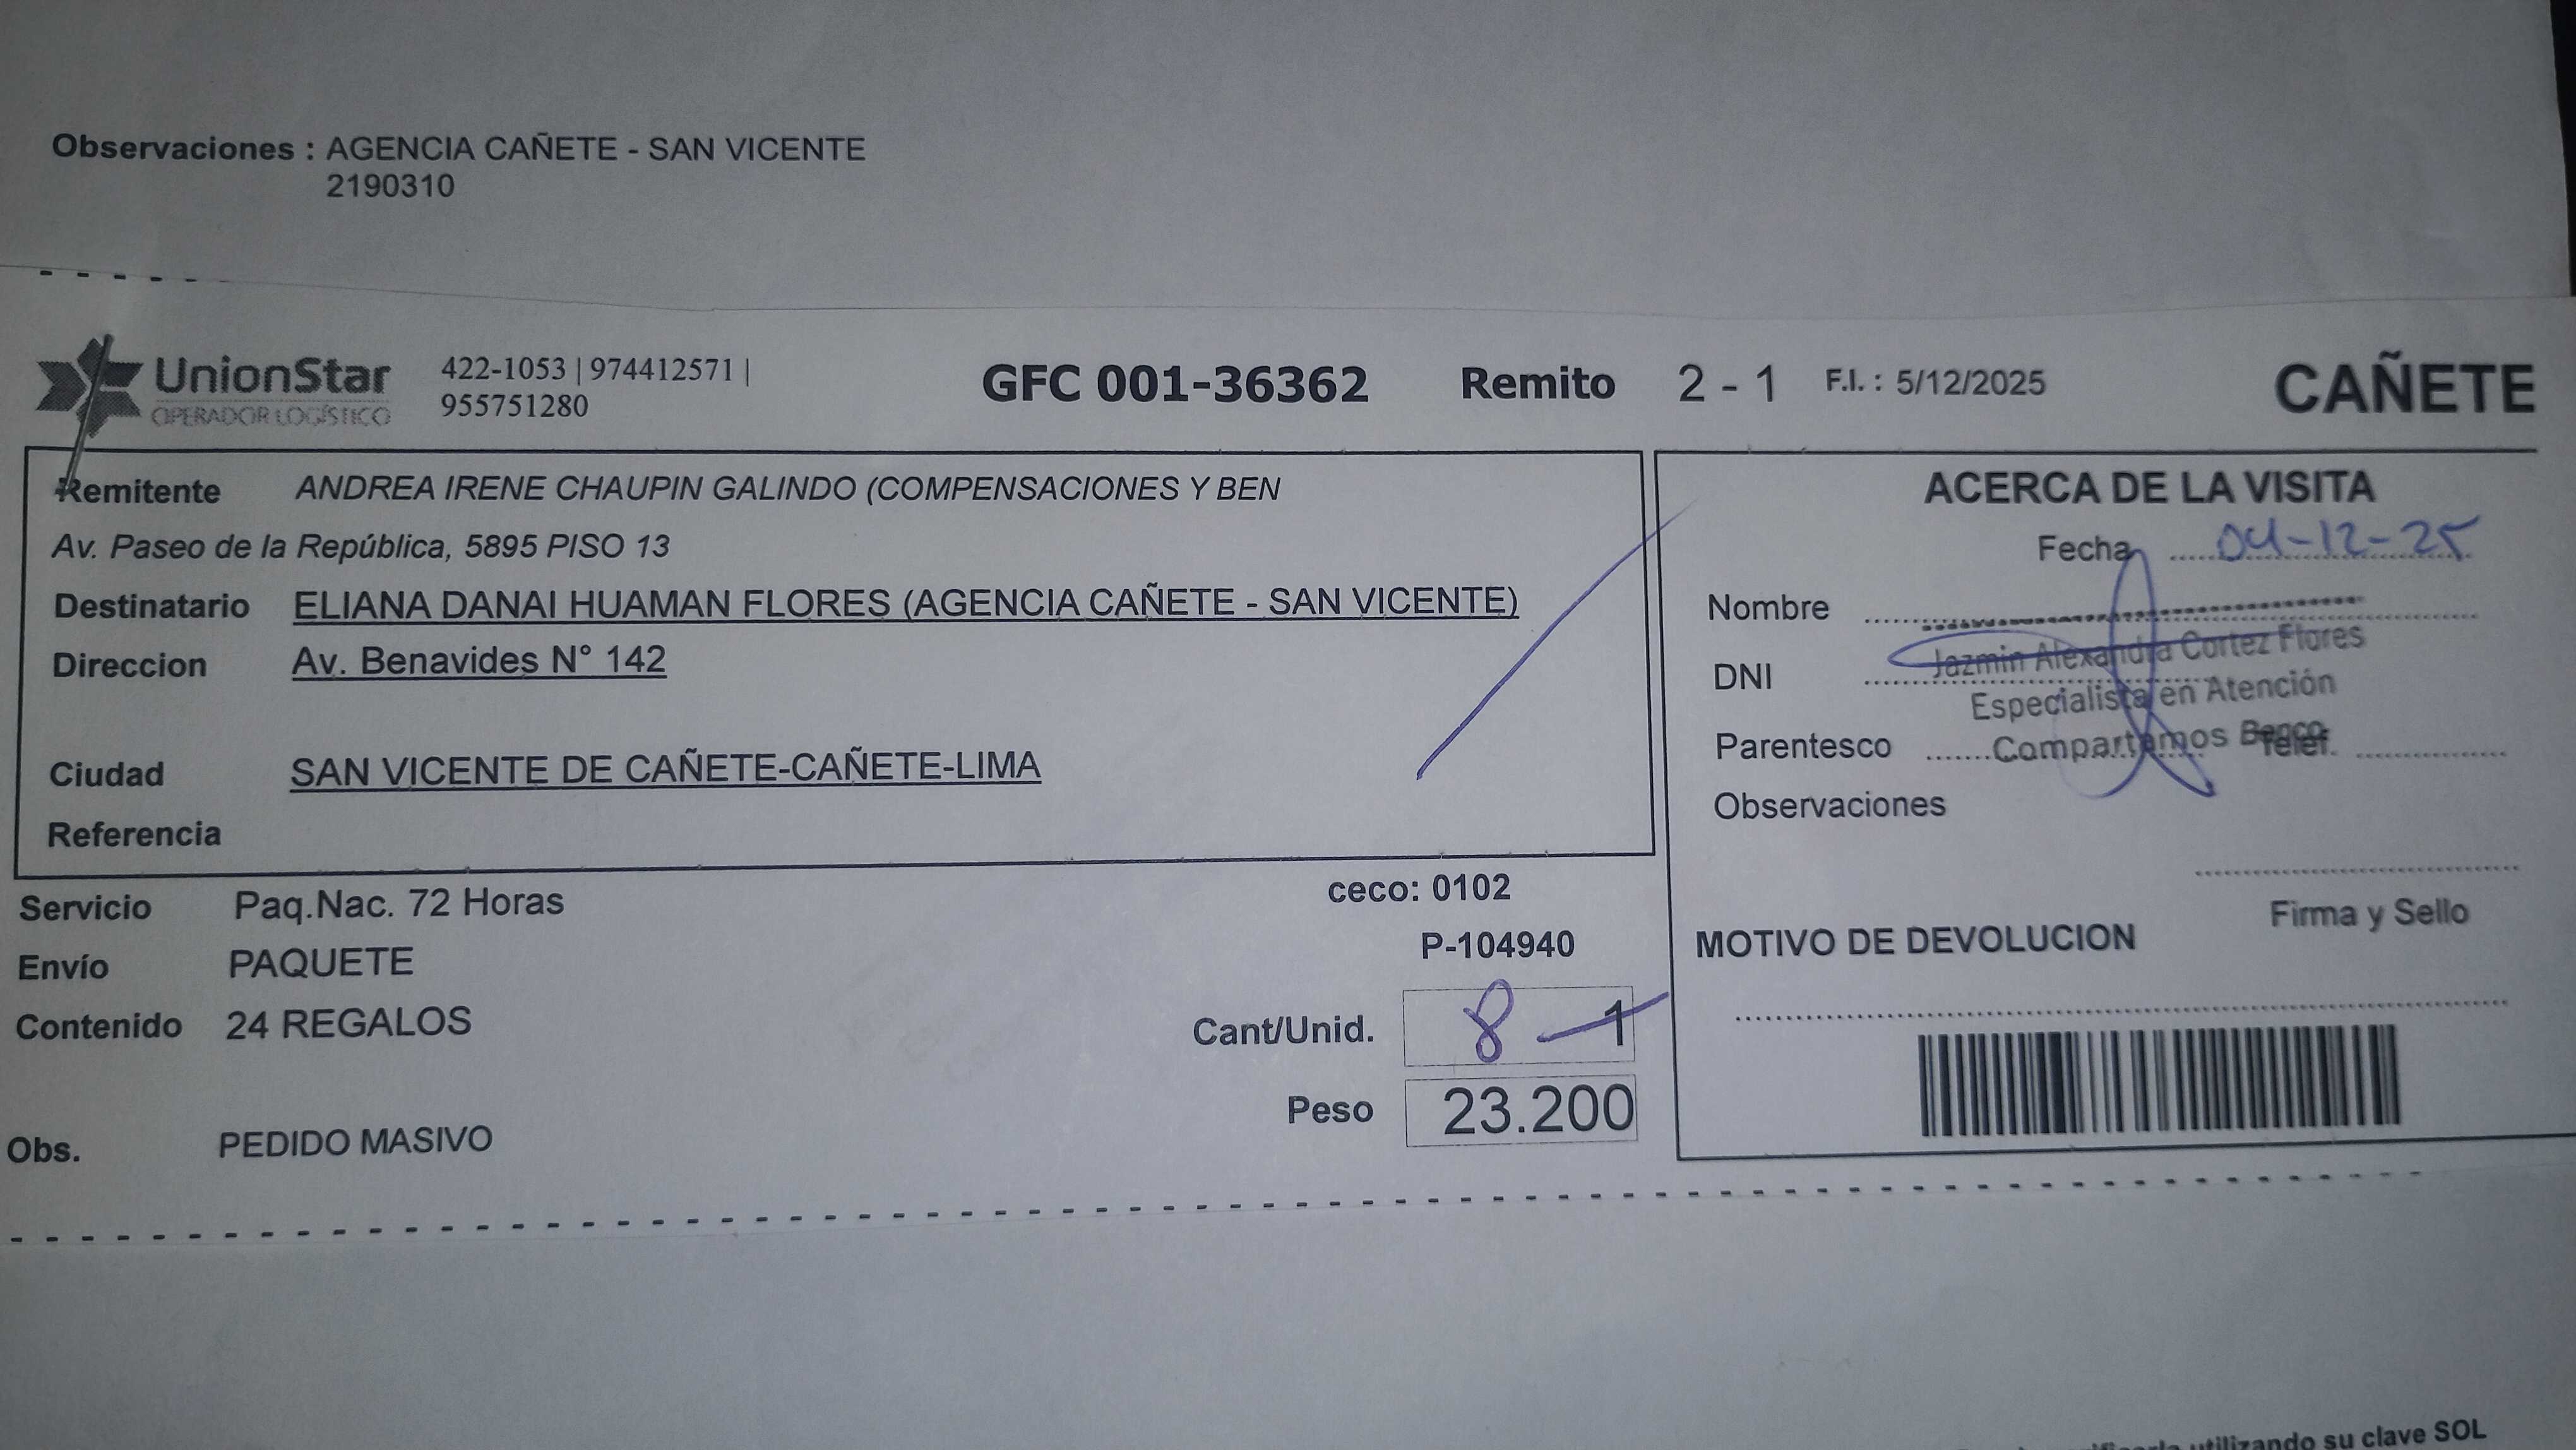 Observaciones : AGENCIA CAÑETE - SAN VICENTE
2190310
UnionStar
OPERADOR LOGÍSTICO
422-1053 | 974412571 |
955751280
GFC 001-36362 Remito 2 - 1 F.I. : 5/12/2025 CAÑETE
Remitente ANDREA IRENE CHAUPIN GALINDO (COMPENSACIONES Y BEN
Av. Paseo de la República, 5895 PISO 13
Destinatario ELIANA DANAI HUAMAN FLORES (AGENCIA CAÑETE - SAN VICENTE)
Direccion Av. Benavides N° 142
Ciudad SAN VICENTE DE CAÑETE-CAÑETE-LIMA
Referencia
Servicio Paq.Nac. 72 Horas
Envío PAQUETE
Contenido 24 REGALOS
Obs. PEDIDO MASIVO
ceco: 0102
P-104940
Cant/Unid. 8 1
Peso 23.200
ACERCA DE LA VISITA
Fecha 04-12-25
Nombre
Jazmin Alexandra Cortez Flores
DNI
Especialista en Atención
Parentesco Compartamos Banco Telef.
Observaciones
Firma y Sello
MOTIVO DE DEVOLUCION
utilizando su clave SOL